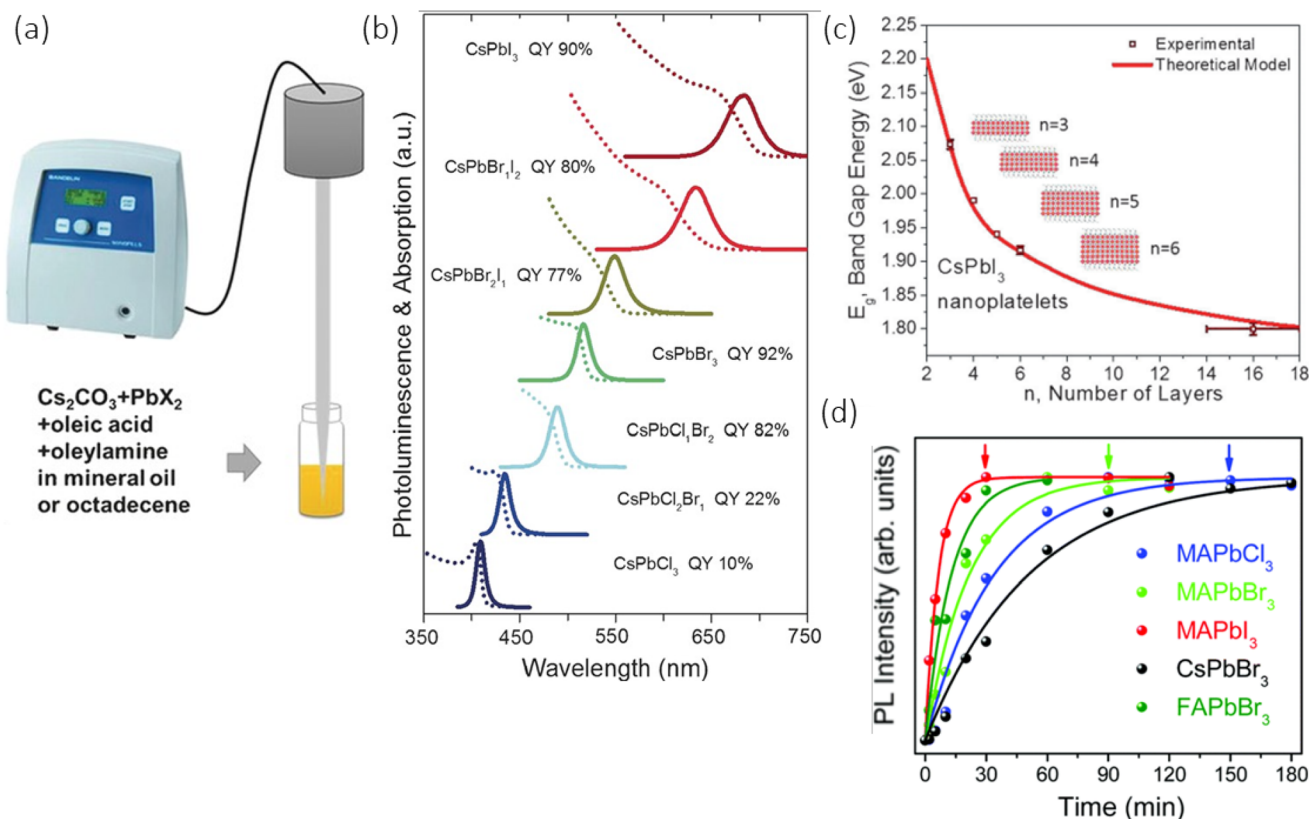 (a)
BANDELIN
Cs₂CO₃+PbX₂
+oleic acid
+oleylamine
in mineral oil
or octadecene
(b)
Photoluminescence & Absorption (a.u.)
CsPbI₃ QY 90%
CsPbBr₁I₂ QY 80%
CsPbBr₂I₁ QY 77%
CsPbBr₃ QY 92%
CsPbCl₁Br₂ QY 82%
CsPbCl₂Br₁ QY 22%
CsPbCl₃ QY 10%
350 450 550 650 750
Wavelength (nm)
(c)
E_g, Band Gap Energy (eV)
2.25
2.20
2.15
2.10
2.05
2.00
1.95
1.90
1.85
1.80
Experimental
Theoretical Model
n=3
n=4
n=5
n=6
CsPbI₃
nanoplatelets
2 4 6 8 10 12 14 16 18
n, Number of Layers
(d)
PL Intensity (arb. units)
MAPbCl₃
MAPbBr₃
MAPbI₃
CsPbBr₃
FAPbBr₃
0 30 60 90 120 150 180
Time (min)